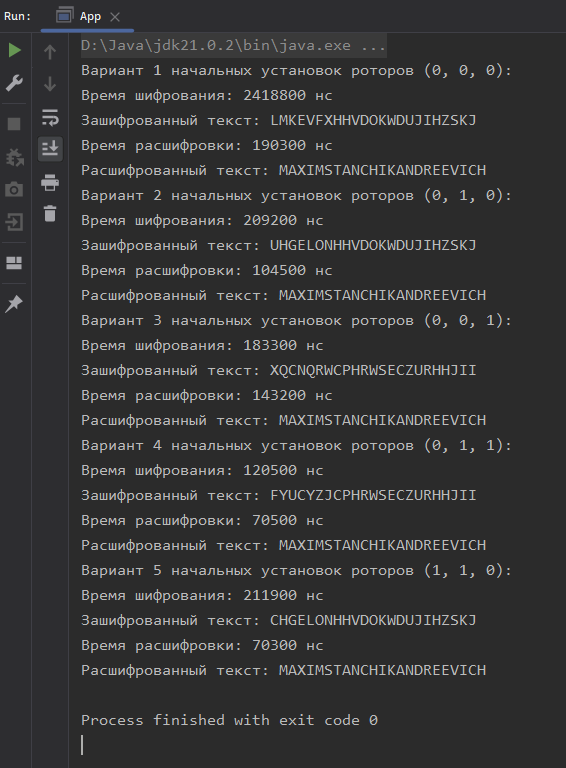 Run: App
D:\Java\jdk21.0.2\bin\java.exe ...
Вариант 1 начальных установок роторов (0, 0, 0):
Время шифрования: 2418800 нс
Зашифрованный текст: LMKEVFXHHVDOKWDUJIHZSKJ
Время расшифровки: 190300 нс
Расшифрованный текст: MAXIMSTANCHIKANDREEVICH
Вариант 2 начальных установок роторов (0, 1, 0):
Время шифрования: 209200 нс
Зашифрованный текст: UHGELONHHVDOKWDUJIHZSKJ
Время расшифровки: 104500 нс
Расшифрованный текст: MAXIMSTANCHIKANDREEVICH
Вариант 3 начальных установок роторов (0, 0, 1):
Время шифрования: 183300 нс
Зашифрованный текст: XQCNQRWCPHRWSECZURHHJII
Время расшифровки: 143200 нс
Расшифрованный текст: MAXIMSTANCHIKANDREEVICH
Вариант 4 начальных установок роторов (0, 1, 1):
Время шифрования: 120500 нс
Зашифрованный текст: FYUCYZJCPHRWSECZURHHJII
Время расшифровки: 70500 нс
Расшифрованный текст: MAXIMSTANCHIKANDREEVICH
Вариант 5 начальных установок роторов (1, 1, 0):
Время шифрования: 211900 нс
Зашифрованный текст: CHGELONHHVDOKWDUJIHZSKJ
Время расшифровки: 70300 нс
Расшифрованный текст: MAXIMSTANCHIKANDREEVICH
Process finished with exit code 0